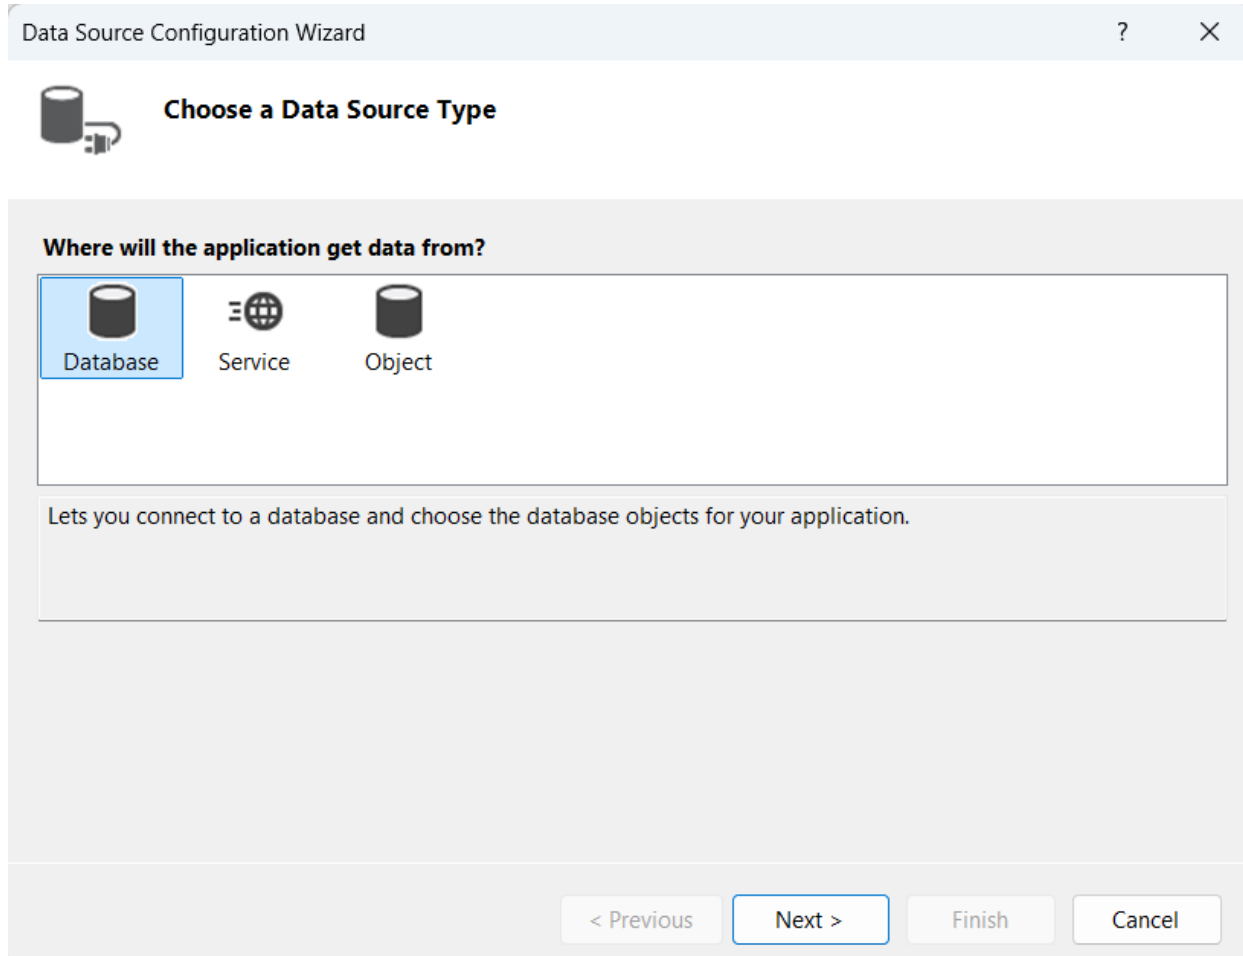 Data Source Configuration Wizard ?
Choose a Data Source Type
Where will the application get data from?
Database Service Object
Lets you connect to a database and choose the database objects for your application.
< Previous Next > Finish Cancel